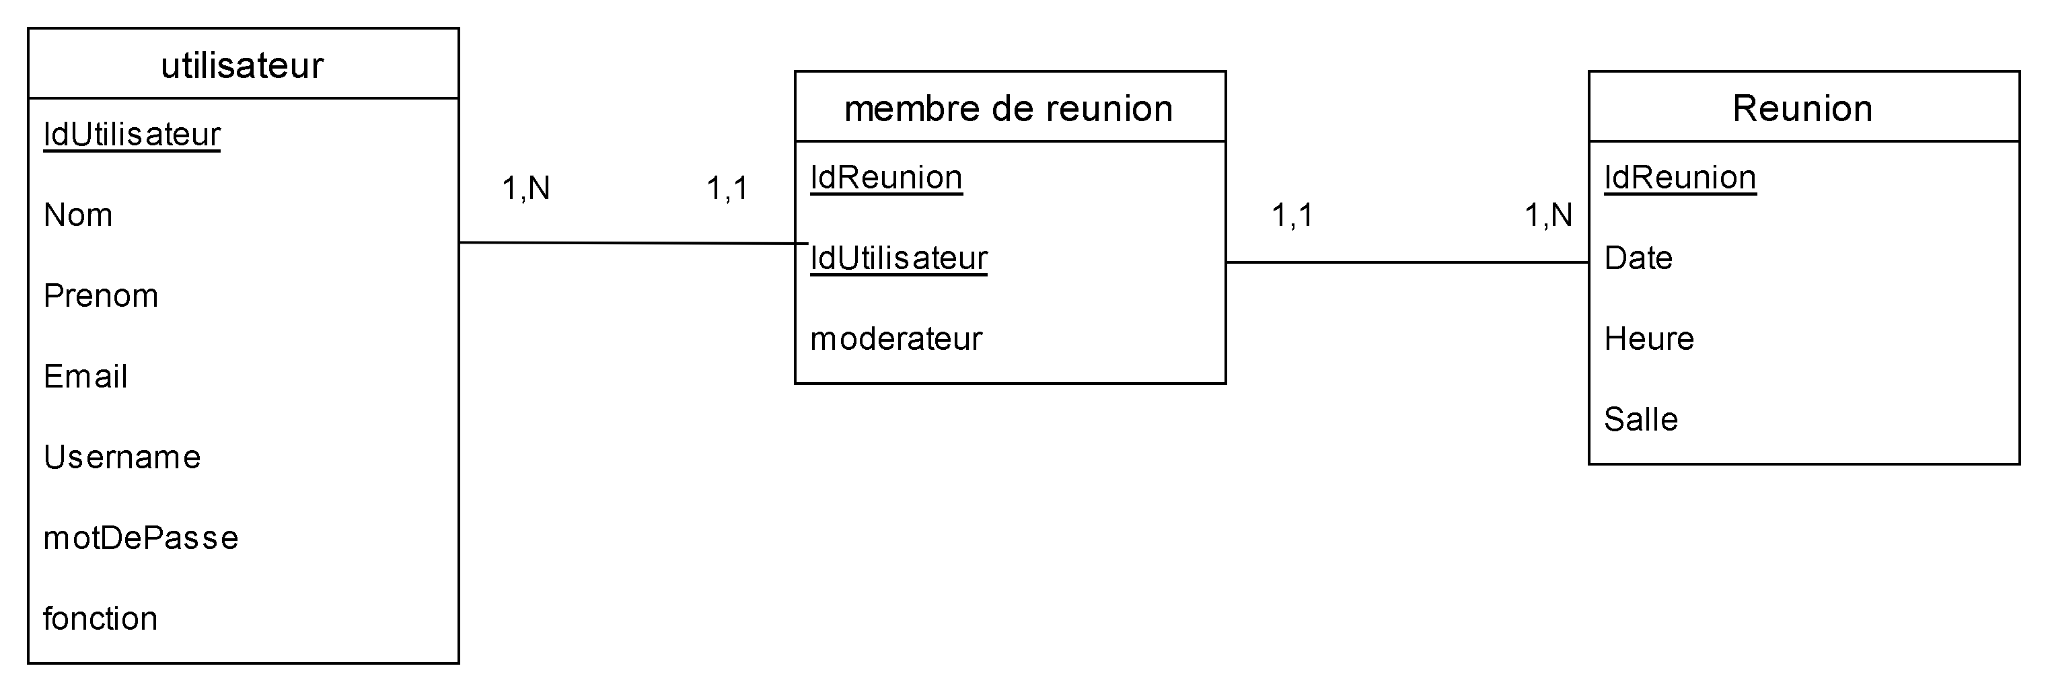 utilisateur
IdUtilisateur
Nom
Prenom
Email
Username
motDePasse
fonction
1,N
1,1
membre de reunion
IdReunion
IdUtilisateur
moderateur
1,1
1,N
Reunion
IdReunion
Date
Heure
Salle